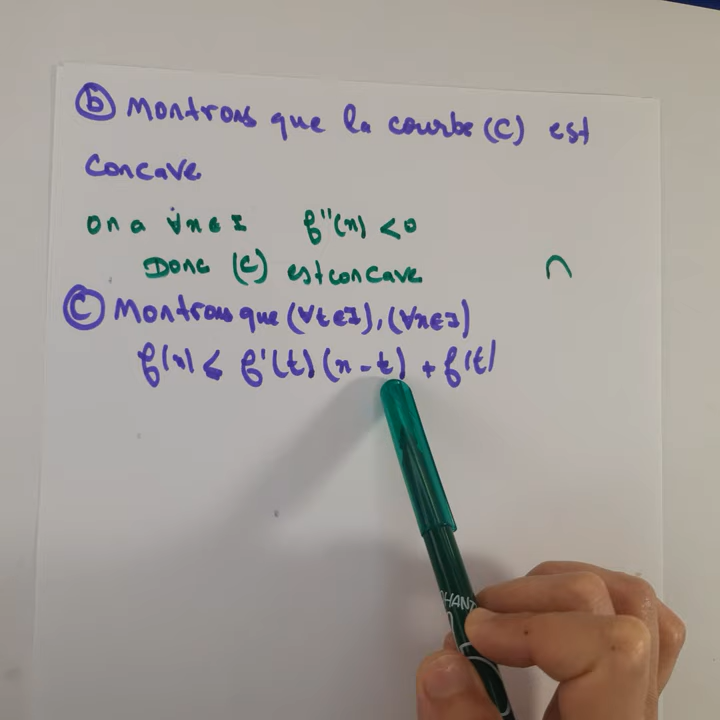 ⓑ Montrons que la courbe (C) est
Concave
on a ∀x ∈ I f''(x) < 0
Donc (C) est concave ∩
ⓒ Montrons que (∀t ∈ I), (∀x ∈ I)
f(x) ≤ f'(t) (x - t) + f(t)